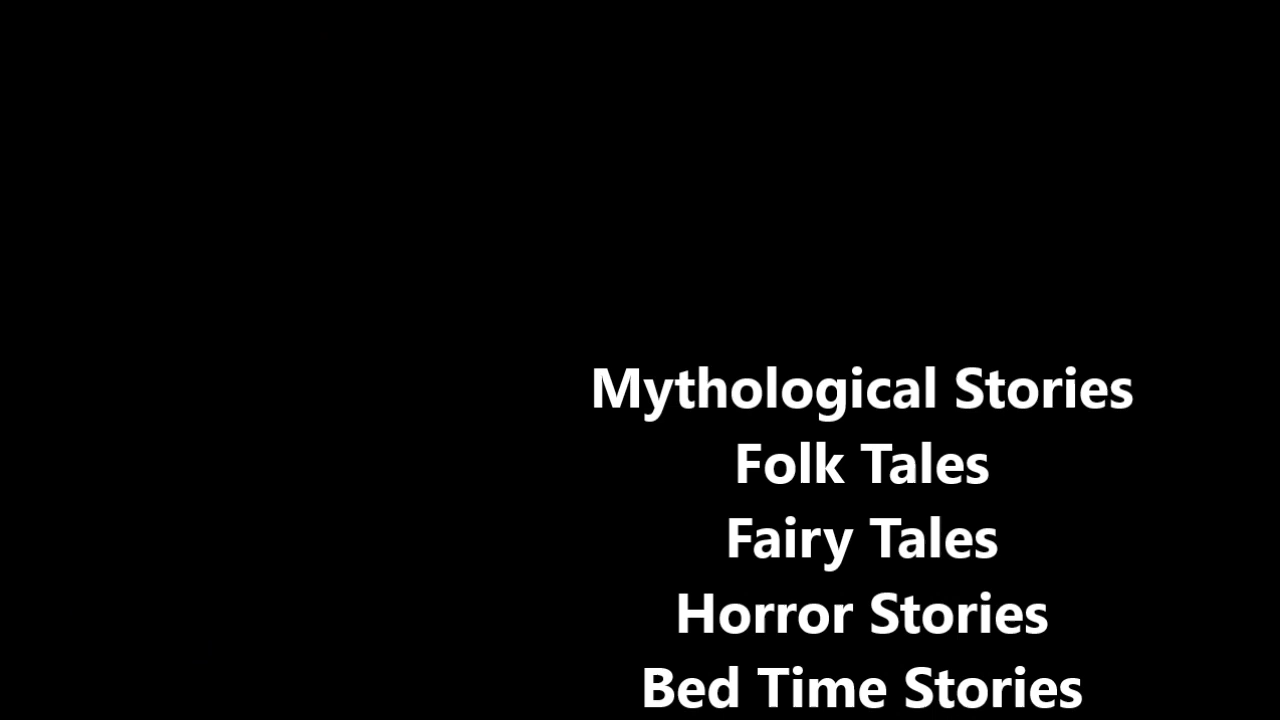 Mythological Stories
Folk Tales
Fairy Tales
Horror Stories
Bed Time Stories